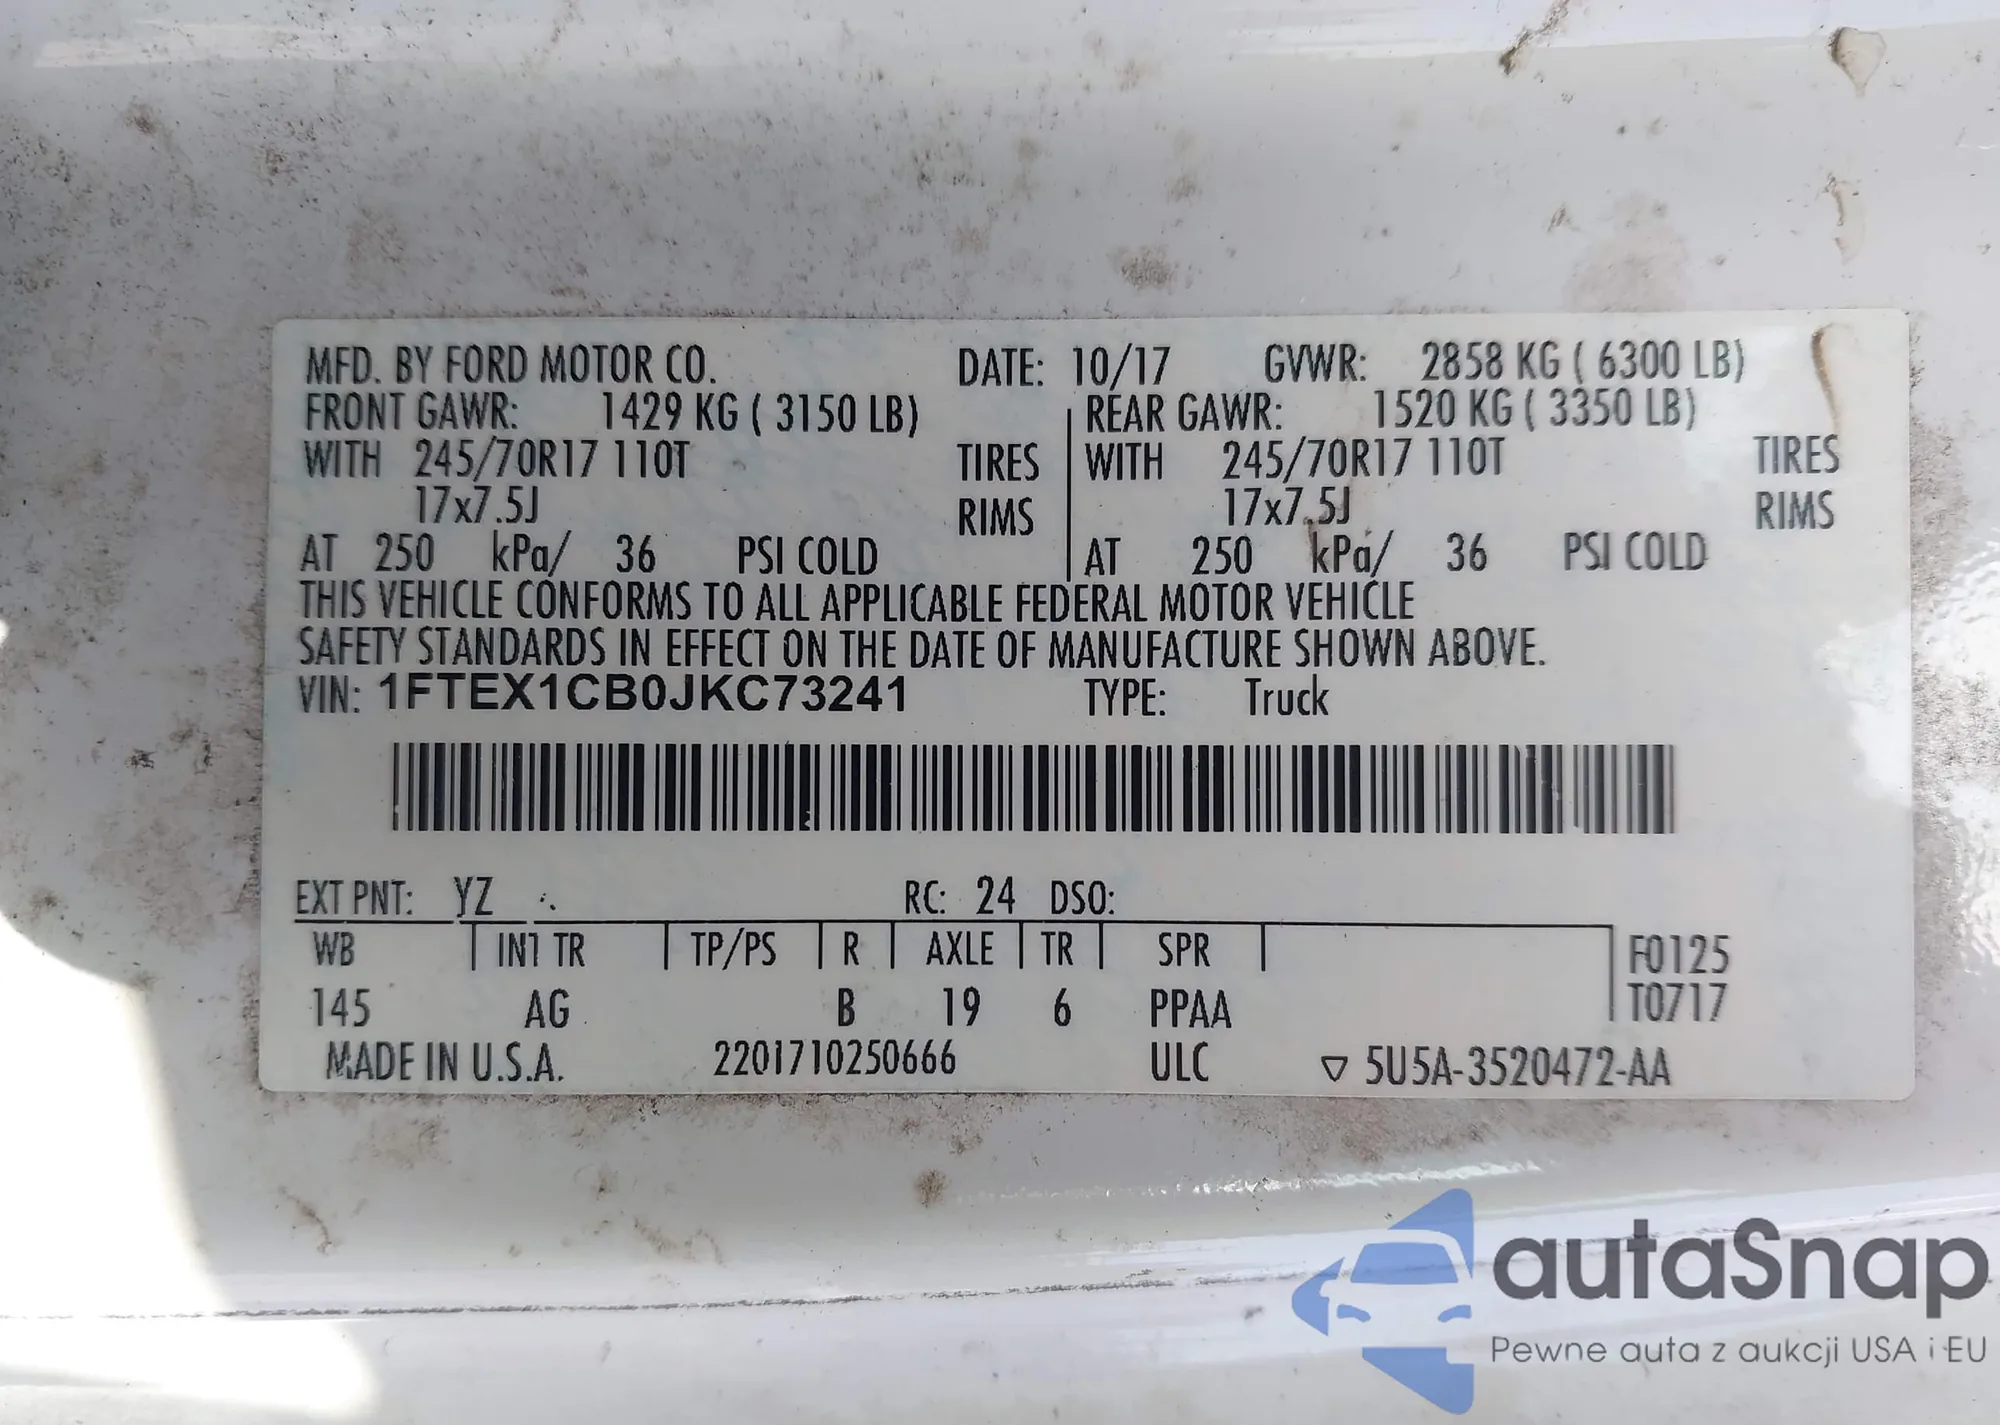 MFD. BY FORD MOTOR CO. DATE: 10/17 GVWR: 2858 KG ( 6300 LB)
FRONT GAWR: 1429 KG ( 3150 LB) REAR GAWR: 1520 KG ( 3350 LB)
WITH 245/70R17 110T TIRES WITH 245/70R17 110T TIRES
17x7.5J RIMS 17x7.5J RIMS
AT 250 kPa/ 36 PSI COLD AT 250 kPa/ 36 PSI COLD
THIS VEHICLE CONFORMS TO ALL APPLICABLE FEDERAL MOTOR VEHICLE
SAFETY STANDARDS IN EFFECT ON THE DATE OF MANUFACTURE SHOWN ABOVE.
VIN: 1FTEX1CB0JKC73241 TYPE: Truck
EXT PNT: YZ RC: 24 DSO:
WB INT TR TP/PS R AXLE TR SPR F0125
145 AG B 19 6 PPAA T0717
MADE IN U.S.A. 2201710250666 ULC ▽ 5U5A-3520472-AA
autaSnap
Pewne auta z aukcji USA i EU